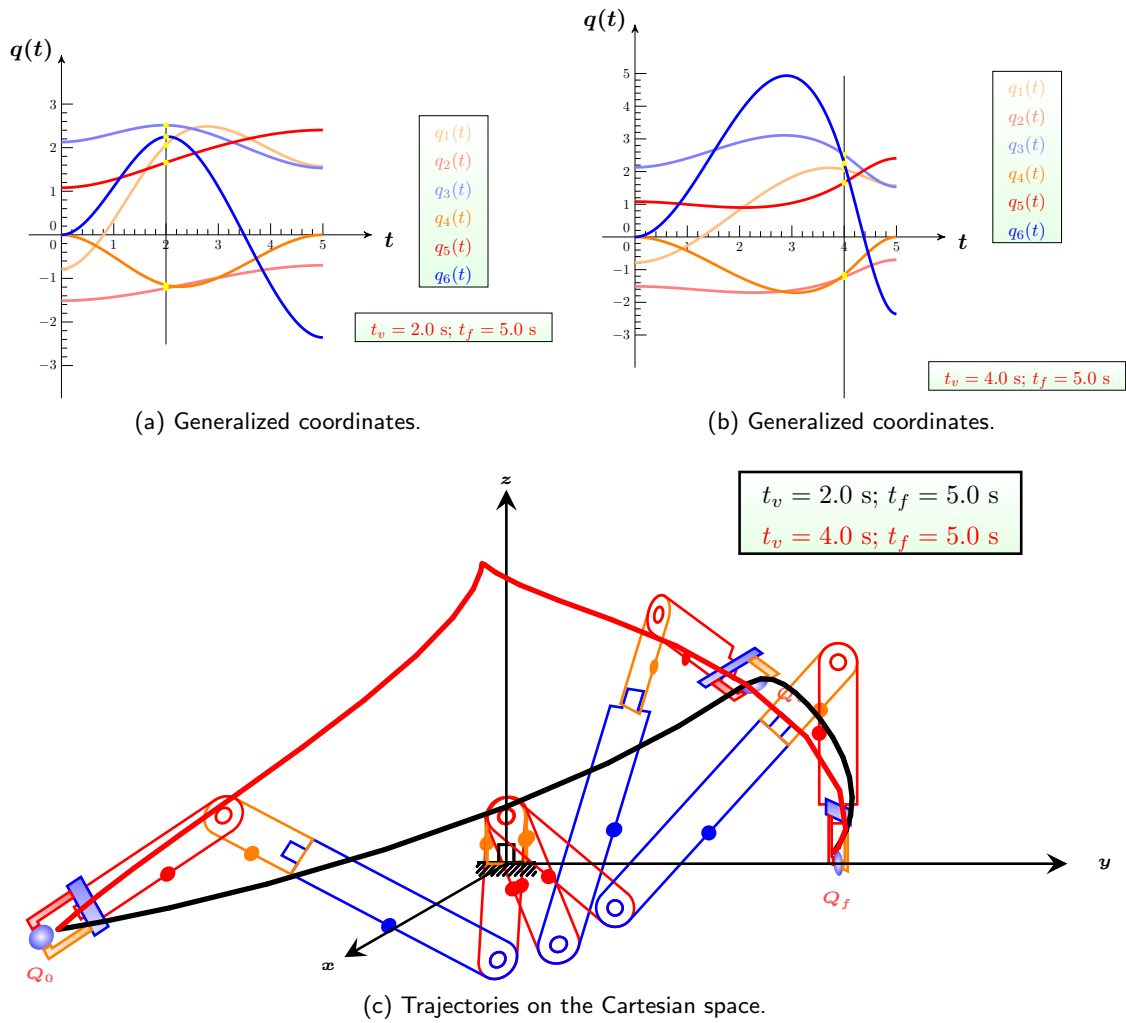 q(t)
3
2
1
0
−1
−2
−3
0 1 2 3 4 5
t
q1(t)
q2(t)
q3(t)
q4(t)
q5(t)
q6(t)
tv = 2.0 s; tf = 5.0 s
(a) Generalized coordinates.
q(t)
5
4
3
2
1
0
−1
−2
−3
0 1 2 3 4 5
t
q1(t)
q2(t)
q3(t)
q4(t)
q5(t)
q6(t)
tv = 4.0 s; tf = 5.0 s
(b) Generalized coordinates.
z
tv = 2.0 s; tf = 5.0 s
tv = 4.0 s; tf = 5.0 s
Q
y
Qf
x
Q0
(c) Trajectories on the Cartesian space.